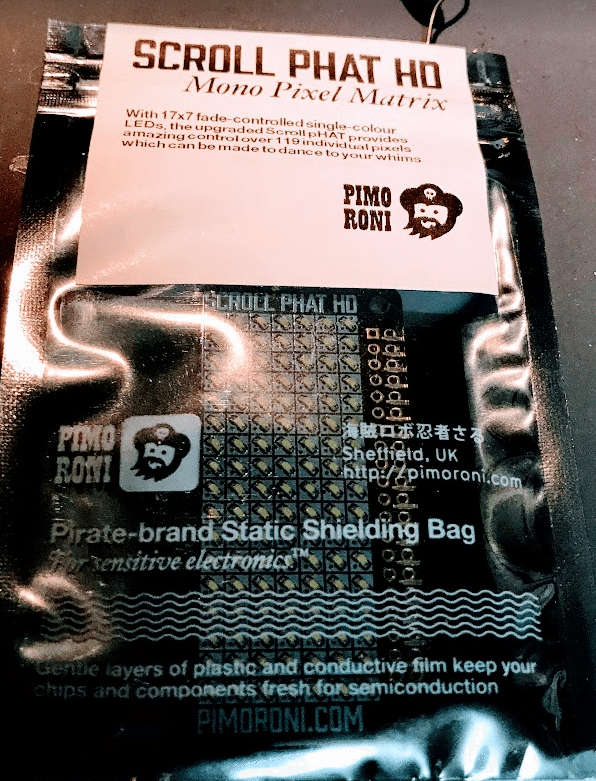 SCROLL PHAT HD
Mono Pixel Matrix
With 17x7 fade-controlled single-colour
LEDs, the upgraded Scroll pHAT provides
amazing control over 119 individual pixels
which can be made to dance to your whims
PIMO
RONI
SCROLL PHAT HD
PIMO
RONI
海賊ロボ忍者さる
Sheffield, UK
http://pimoroni.com
Pirate-brand Static Shielding Bag
For sensitive electronics™
Gentle layers of plastic and conductive film keep your
chips and components fresh for semiconduction
PIMORONI.COM